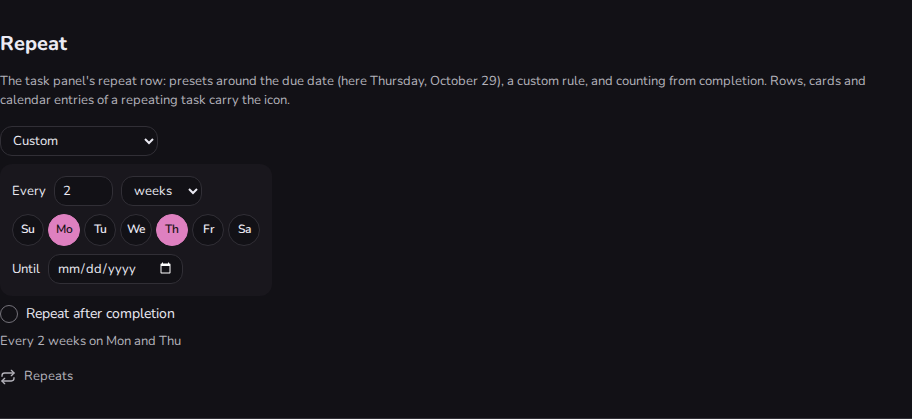 Repeat
The task panel's repeat row: presets around the due date (here Thursday, October 29), a custom rule, and counting from completion. Rows, cards and
calendar entries of a repeating task carry the icon.
Custom
Every 2 weeks
Su Mo Tu We Th Fr Sa
Until mm/dd/yyyy
Repeat after completion
Every 2 weeks on Mon and Thu
Repeats